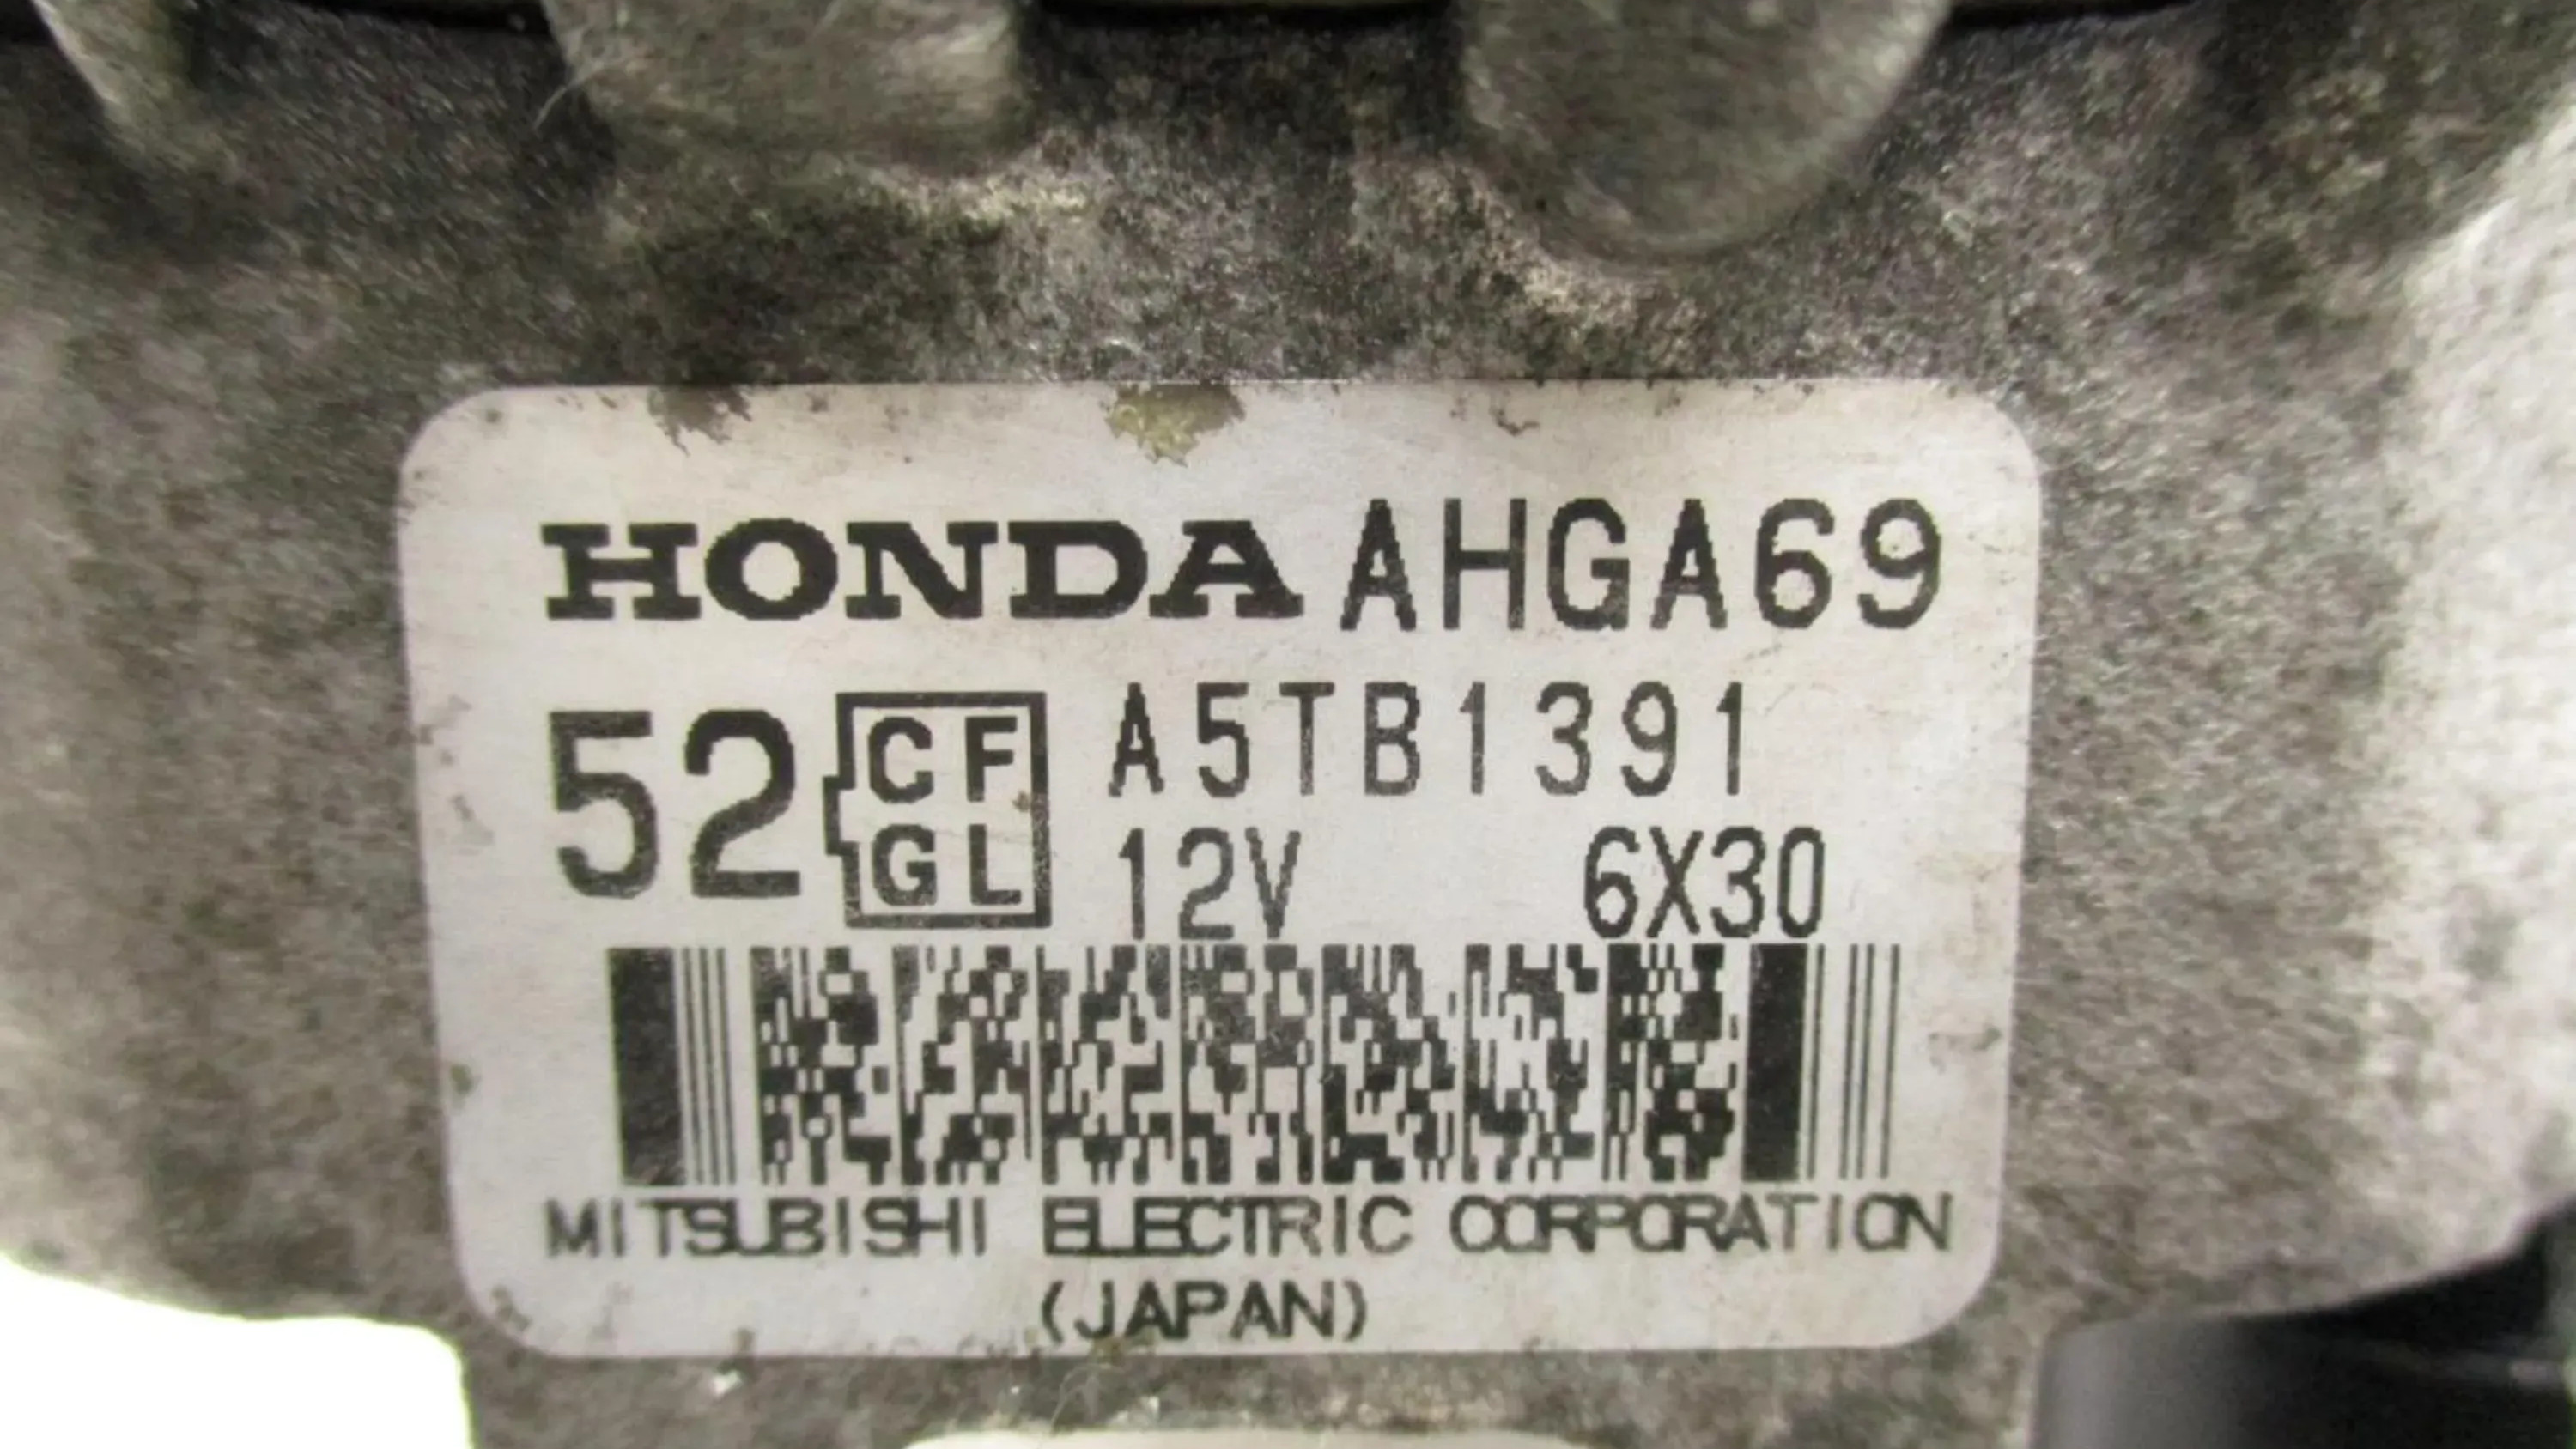 HONDA AHGA69
52 CF GL A5TB1391
12V 6X30
MITSUBISHI ELECTRIC CORPORATION
(JAPAN)